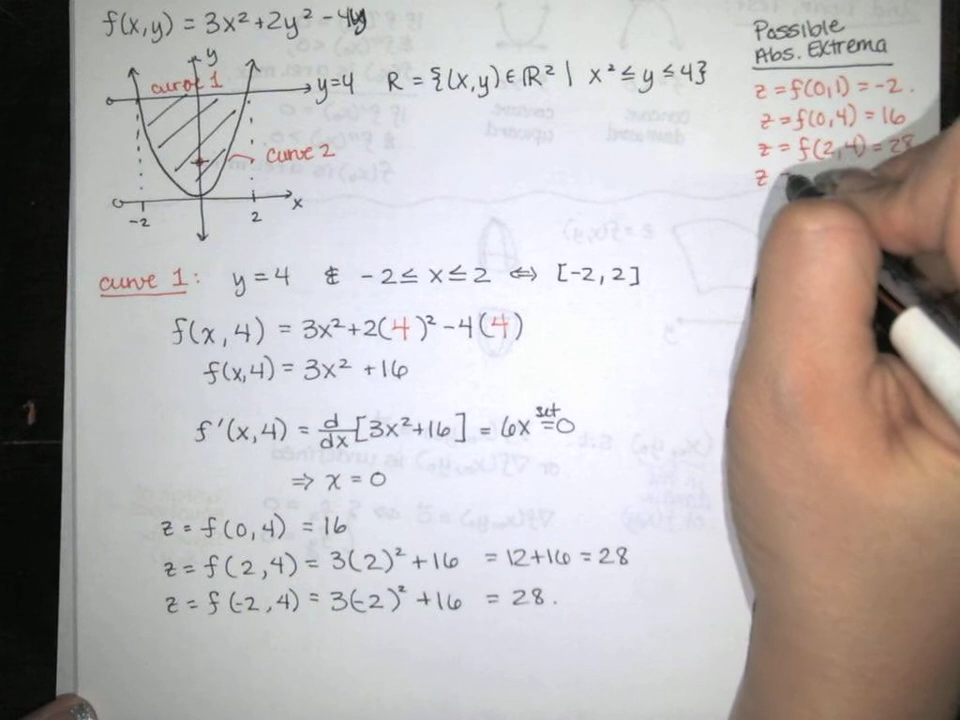 f(x,y) = 3x² + 2y² - 4y
Possible
Abs. Extrema
z = f(0,1) = -2.
z = f(0,4) = 16
z = f(2,4) = 28
z =
y
curve 1
y=4 R = {(x,y) ∈ ℝ² | x² ≤ y ≤ 4}
curve 2
-2 2 x
curve 1: y = 4 & -2 ≤ x ≤ 2 ⇔ [-2, 2]
f(x,4) = 3x² + 2(4)² - 4(4)
f(x,4) = 3x² + 16
f'(x,4) = d/dx [3x² + 16] = 6x set = 0
⇒ x = 0
z = f(0,4) = 16
z = f(2,4) = 3(2)² + 16 = 12 + 16 = 28
z = f(-2,4) = 3(-2)² + 16 = 28.